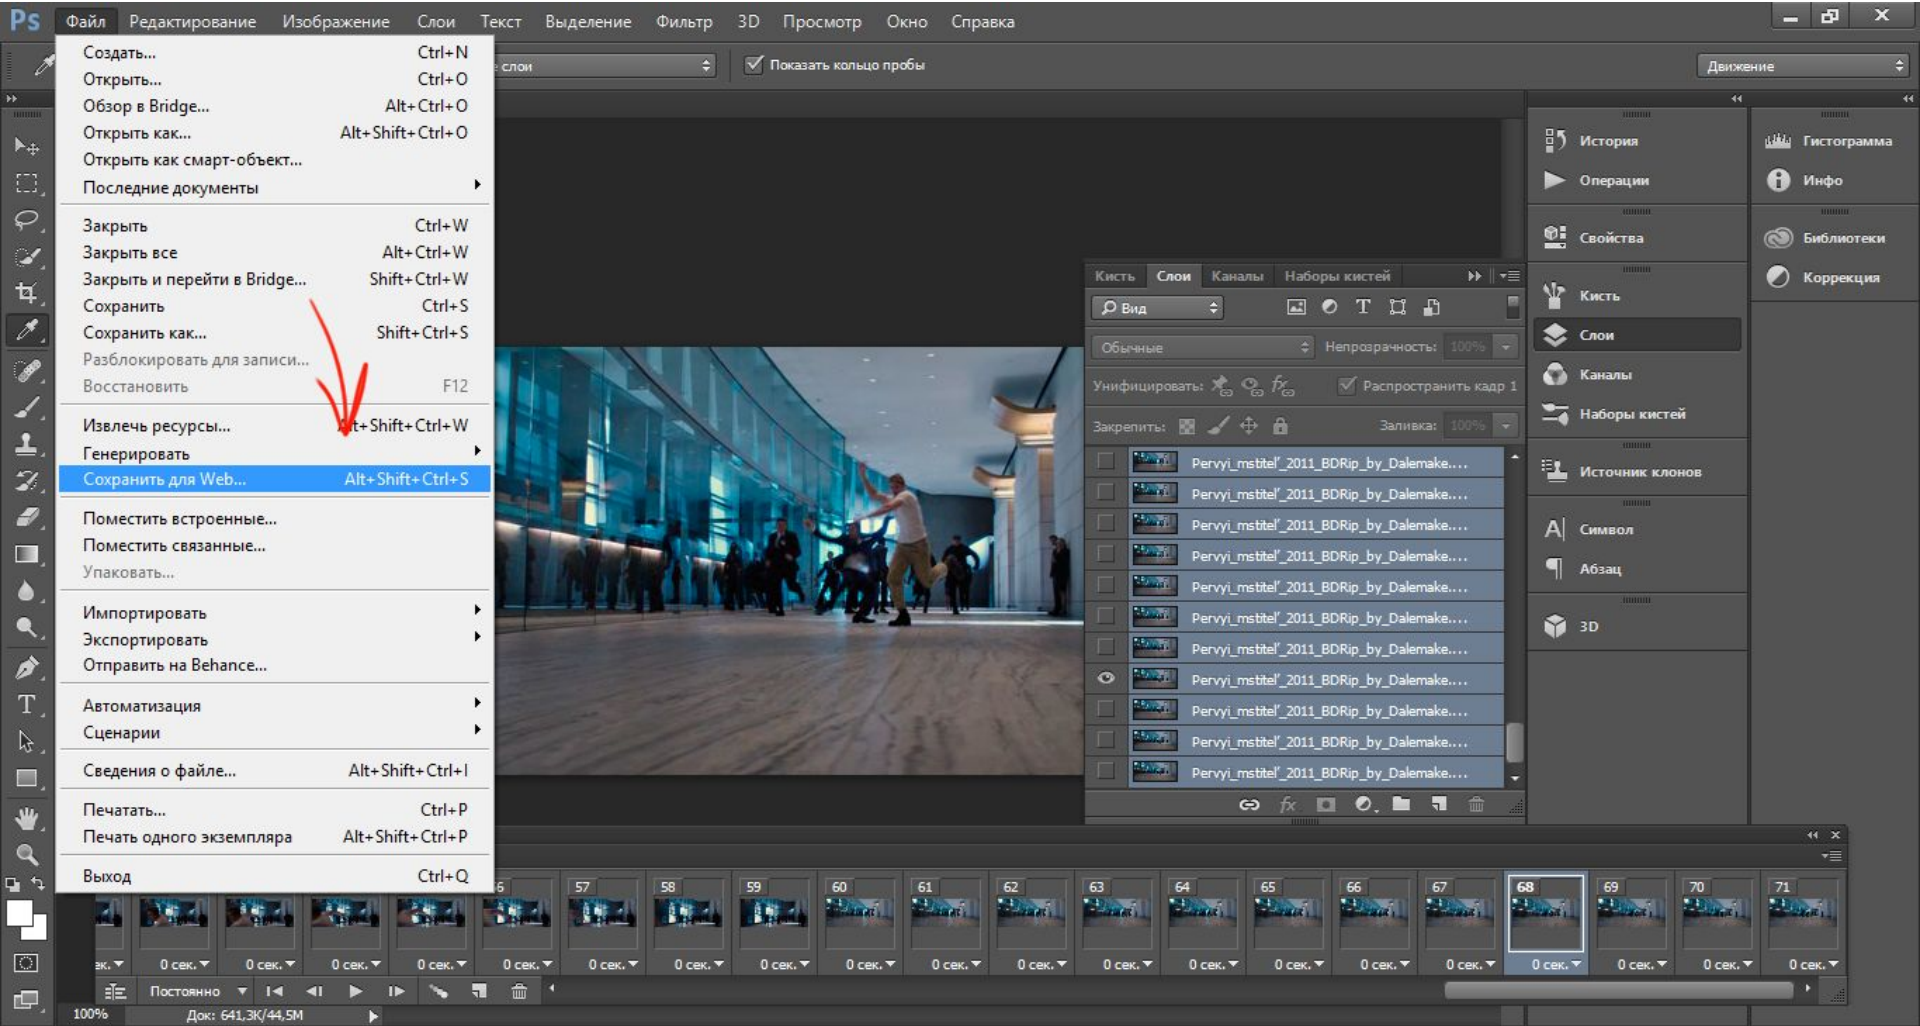 Ps Файл Редактирование Изображение Слои Текст Выделение Фильтр 3D Просмотр Окно Справка
слои Показать кольцо пробы Движение
Создать... Ctrl+N
Открыть... Ctrl+O
Обзор в Bridge... Alt+Ctrl+O
Открыть как... Alt+Shift+Ctrl+O
Открыть как смарт-объект...
Последние документы
Закрыть Ctrl+W
Закрыть все Alt+Ctrl+W
Закрыть и перейти в Bridge... Shift+Ctrl+W
Сохранить Ctrl+S
Сохранить как... Shift+Ctrl+S
Разблокировать для записи...
Восстановить F12
Извлечь ресурсы... Alt+Shift+Ctrl+W
Генерировать
Сохранить для Web... Alt+Shift+Ctrl+S
Поместить встроенные...
Поместить связанные...
Упаковать...
Импортировать
Экспортировать
Отправить на Behance...
Автоматизация
Сценарии
Сведения о файле... Alt+Shift+Ctrl+I
Печатать... Ctrl+P
Печать одного экземпляра Alt+Shift+Ctrl+P
Выход Ctrl+Q
Кисть Слои Каналы Наборы кистей
Вид
Обычные Непрозрачность: 100%
Унифицировать: Распространить кадр 1
Закрепить: Заливка: 100%
Pervyi_mstitel'_2011_BDRip_by_Dalemake....
Pervyi_mstitel'_2011_BDRip_by_Dalemake....
Pervyi_mstitel'_2011_BDRip_by_Dalemake....
Pervyi_mstitel'_2011_BDRip_by_Dalemake....
Pervyi_mstitel'_2011_BDRip_by_Dalemake....
Pervyi_mstitel'_2011_BDRip_by_Dalemake....
Pervyi_mstitel'_2011_BDRip_by_Dalemake....
Pervyi_mstitel'_2011_BDRip_by_Dalemake....
Pervyi_mstitel'_2011_BDRip_by_Dalemake....
Pervyi_mstitel'_2011_BDRip_by_Dalemake....
Pervyi_mstitel'_2011_BDRip_by_Dalemake....
История
Операции
Свойства
Кисть
Слои
Каналы
Наборы кистей
Источник клонов
Символ
Абзац
3D
Гистограмма
Инфо
Библиотеки
Коррекция
57 58 59 60 61 62 63 64 65 66 67 68 69 70 71
ек. 0 сек. 0 сек. 0 сек. 0 сек. 0 сек. 0 сек. 0 сек. 0 сек. 0 сек. 0 сек. 0 сек. 0 сек. 0 сек. 0 сек. 0 сек. 0 сек. 0 сек. 0 сек. 0 сек. 0 сек.
Постоянно
100% Док: 641,3K/44,5M